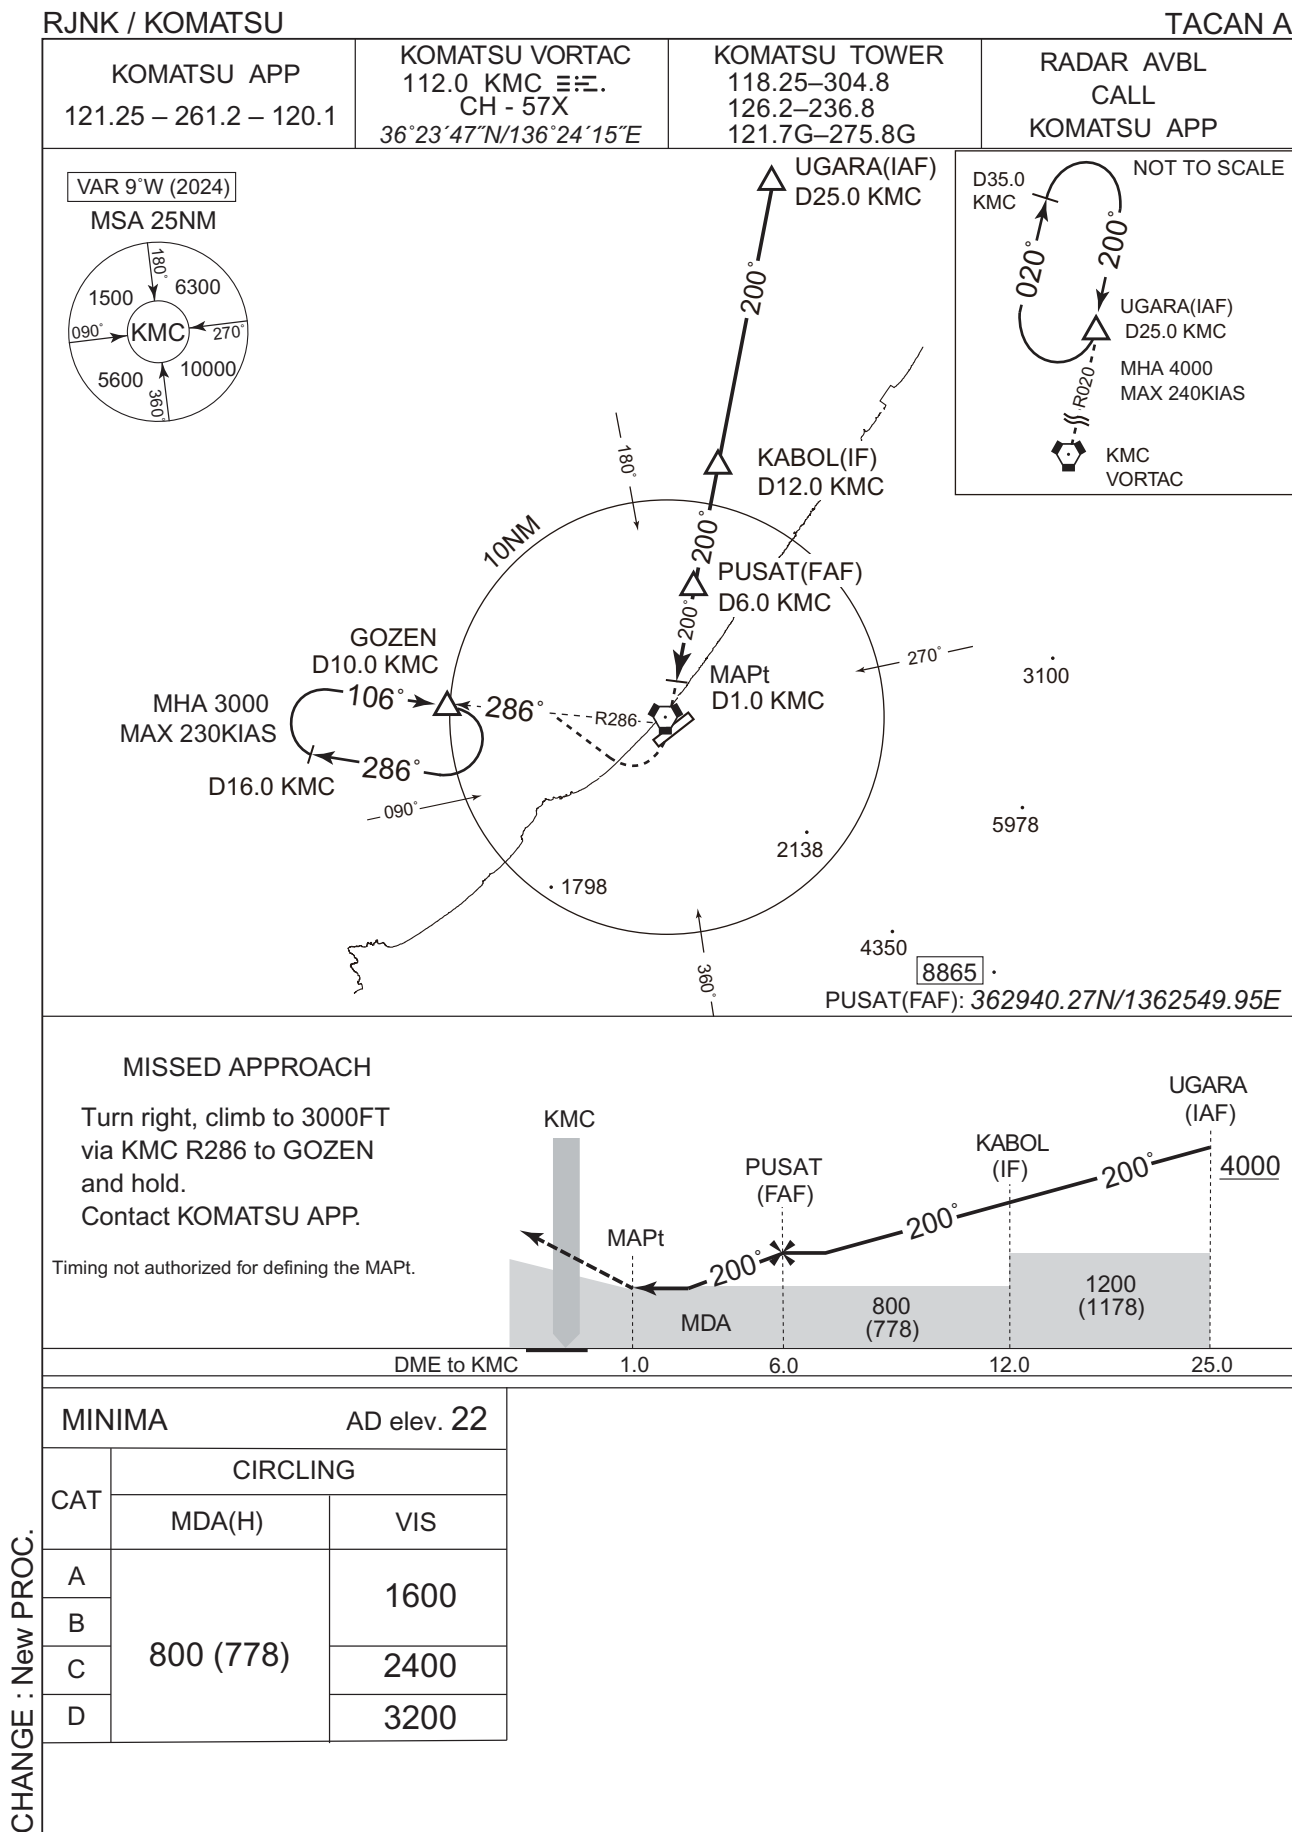 RJNK / KOMATSU
TACAN A
KOMATSU APP
121.25 – 261.2 – 120.1
KOMATSU VORTAC
112.0 KMC
CH - 57X
36°23´47˝N/136°24´15˝E
KOMATSU TOWER
118.25–304.8
126.2–236.8
121.7G–275.8G
RADAR AVBL
CALL
KOMATSU APP
VAR 9°W (2024)
MSA 25NM
180°
1500
6300
090°
KMC
270°
5600
10000
360°
UGARA(IAF)
D25.0 KMC
200°
NOT TO SCALE
D35.0
KMC
020°
200°
UGARA(IAF)
D25.0 KMC
MHA 4000
MAX 240KIAS
R020
KMC
VORTAC
KABOL(IF)
D12.0 KMC
180°
10NM
200°
PUSAT(FAF)
D6.0 KMC
200°
GOZEN
D10.0 KMC
270°
3100
MAPt
D1.0 KMC
MHA 3000
MAX 230KIAS
106°
286°
R286
286°
D16.0 KMC
090°
5978
2138
1798
4350
8865
360°
PUSAT(FAF): 362940.27N/1362549.95E
MISSED APPROACH
Turn right, climb to 3000FT
via KMC R286 to GOZEN
and hold.
Contact KOMATSU APP.
Timing not authorized for defining the MAPt.
KMC
MAPt
PUSAT
(FAF)
KABOL
(IF)
UGARA
(IAF)
4000
200°
200°
200°
MDA
800
(778)
1200
(1178)
DME to KMC
1.0
6.0
12.0
25.0
MINIMA
AD elev. 22
CAT
CIRCLING
MDA(H)
VIS
A
B
C
D
800 (778)
1600
2400
3200
CHANGE : New PROC.